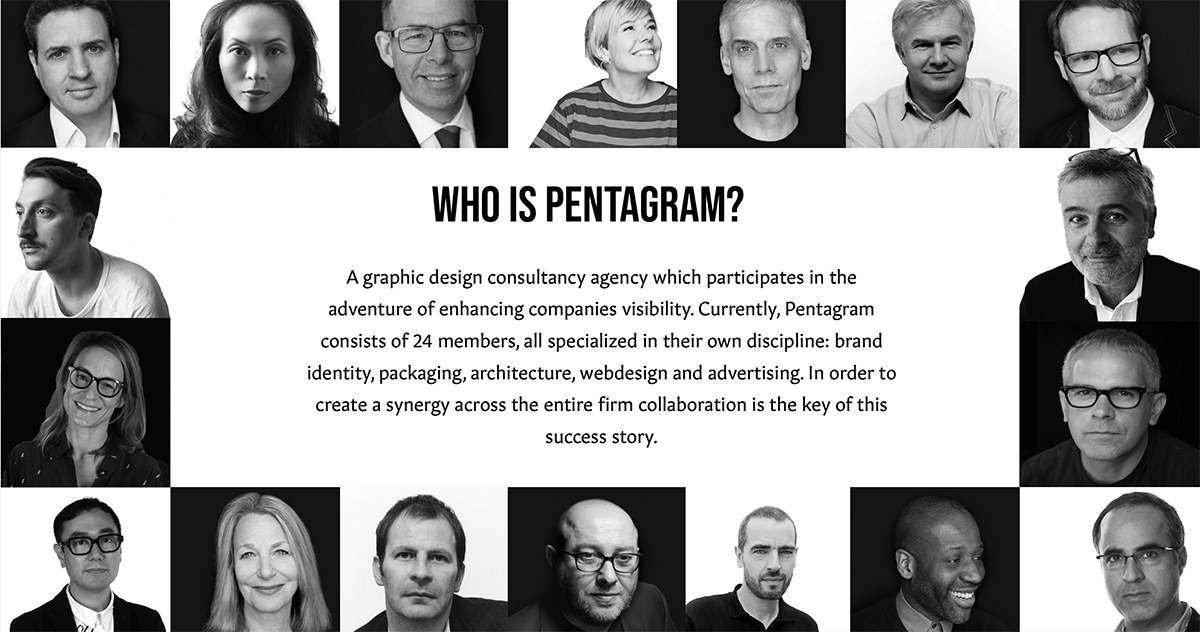 WHO IS PENTAGRAM?
A graphic design consultancy agency which participates in the
adventure of enhancing companies visibility. Currently, Pentagram
consists of 24 members, all specialized in their own discipline: brand
identity, packaging, architecture, webdesign and advertising. In order to
create a synergy across the entire firm collaboration is the key of this
success story.